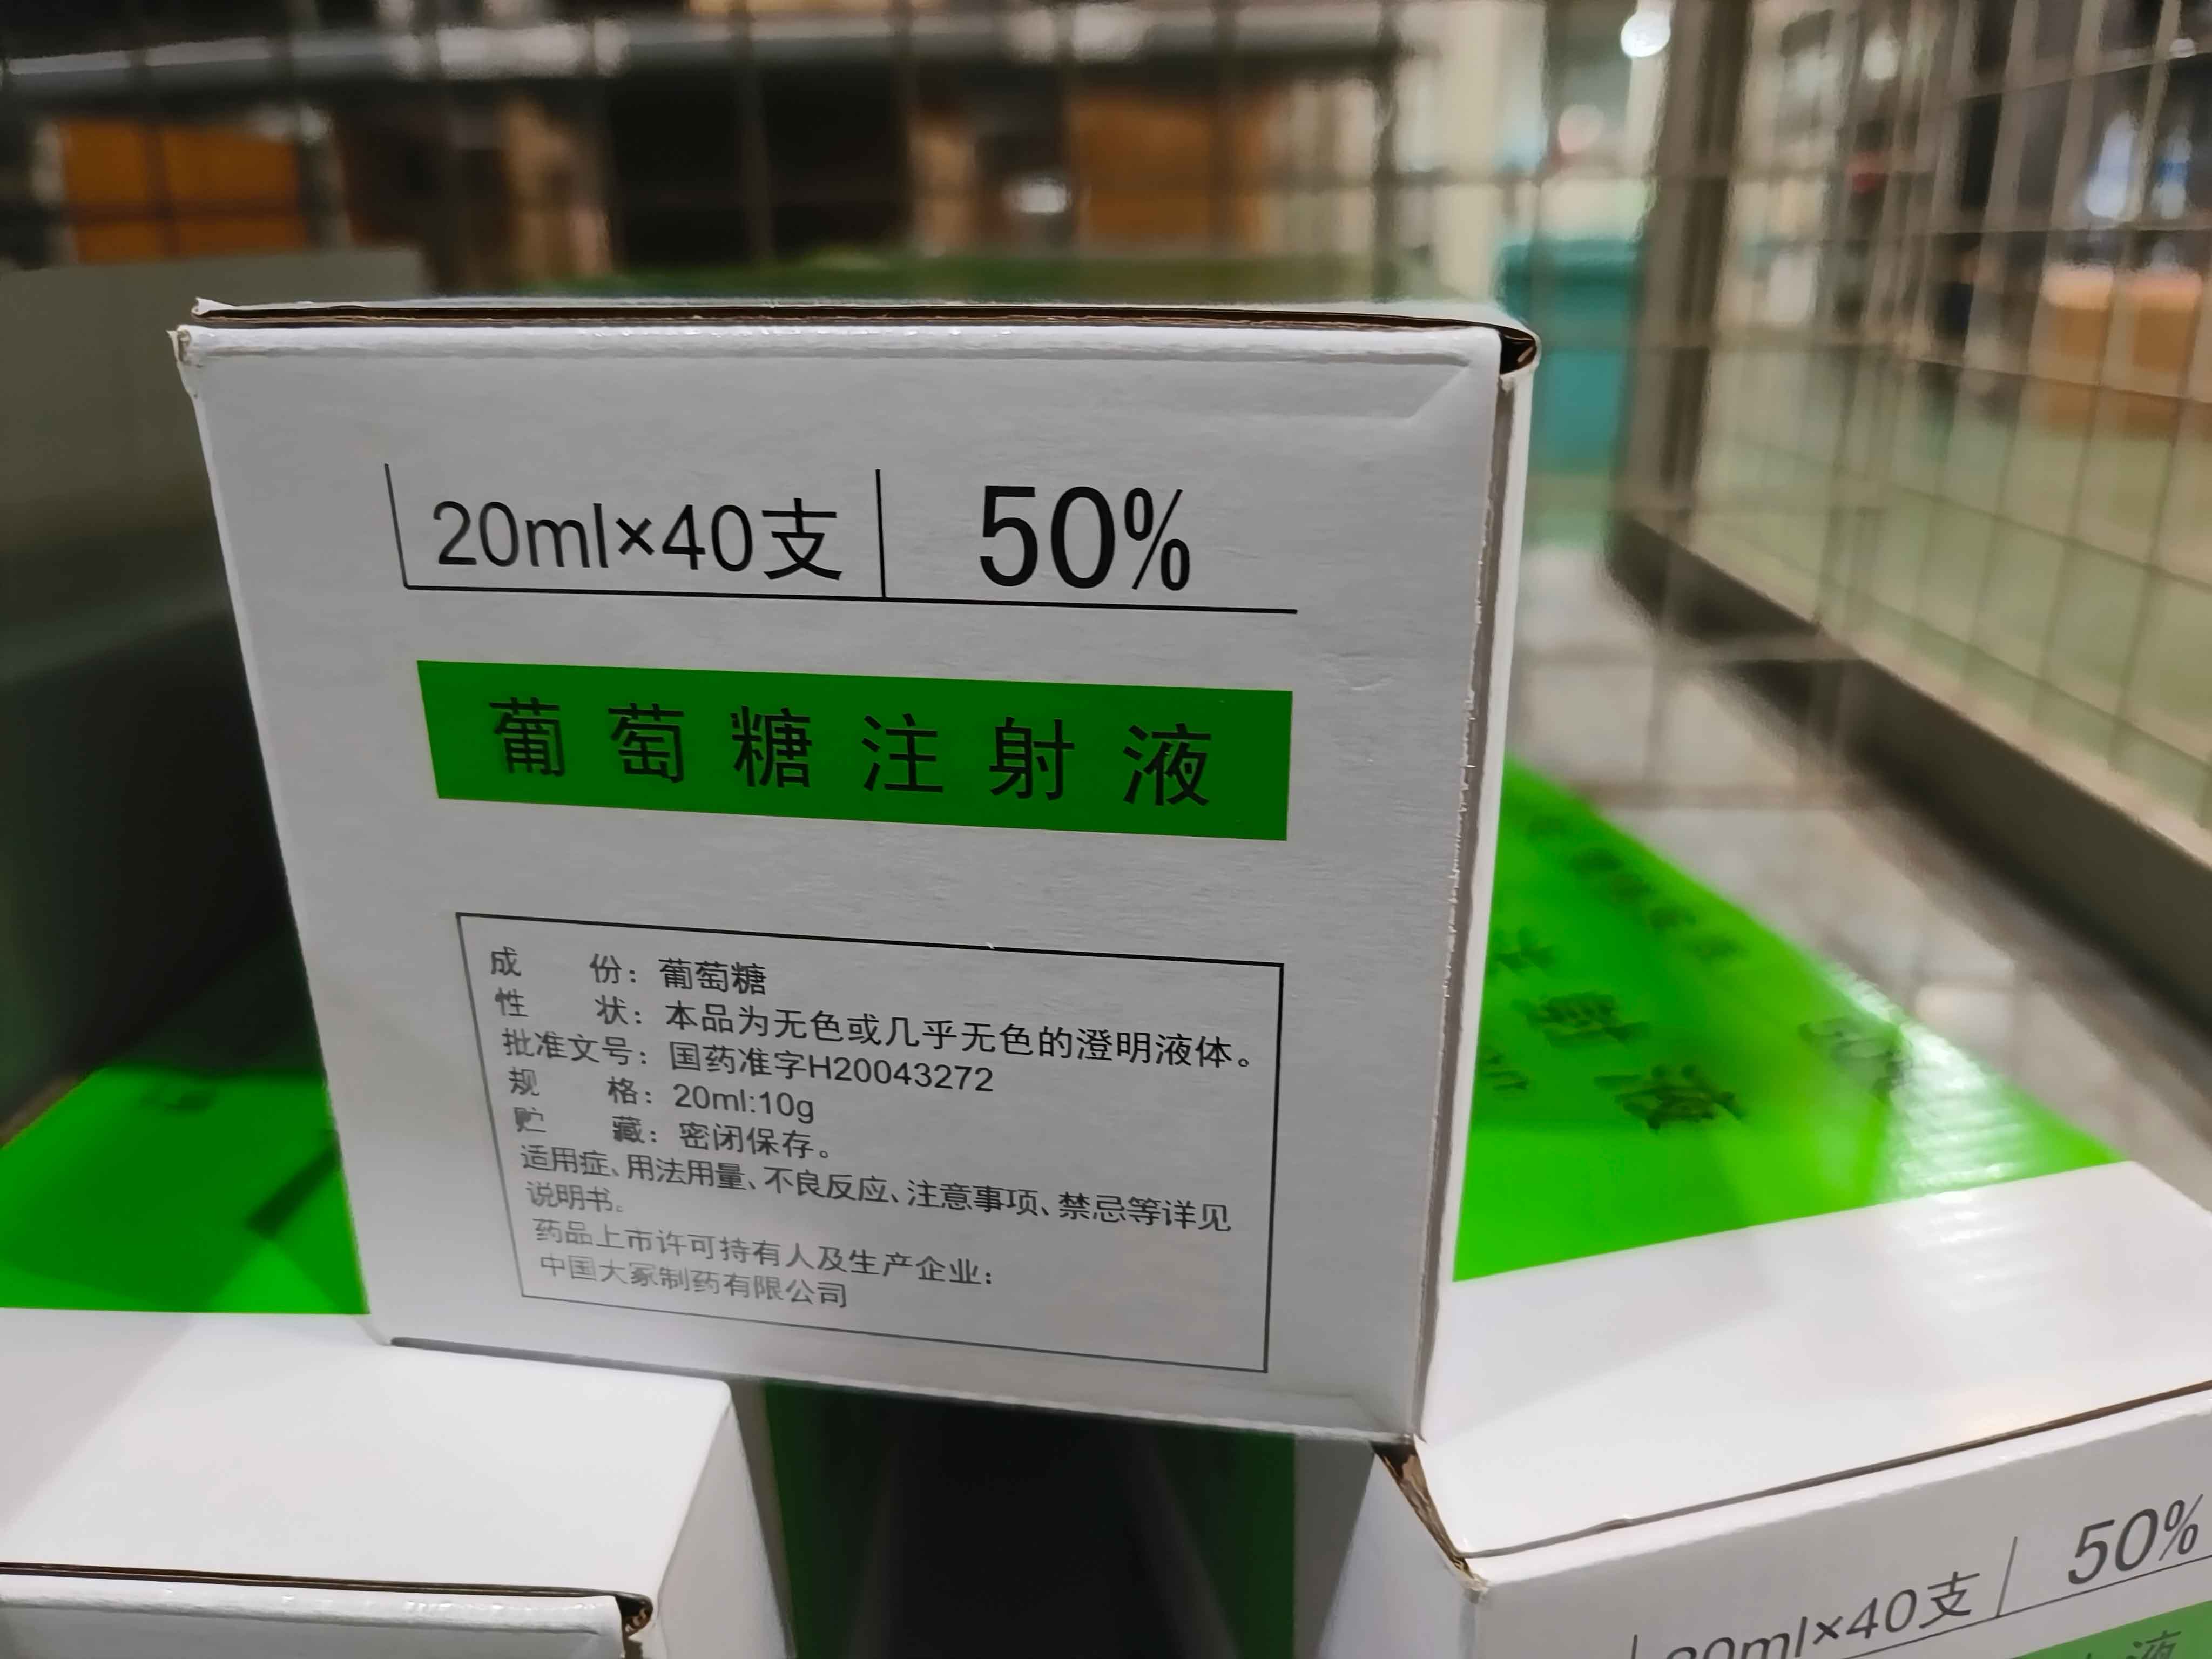 20ml×40支 50%
葡萄糖注射液
成 份：葡萄糖
性 状：本品为无色或几乎无色的澄明液体。
批准文号：国药准字H20043272
规 格：20ml:10g
贮 藏：密闭保存。
适用症、用法用量、不良反应、注意事项、禁忌等详见
说明书。
药品上市许可持有人及生产企业：
中国大冢制药有限公司
射液
50%
20ml×40支 50%
液